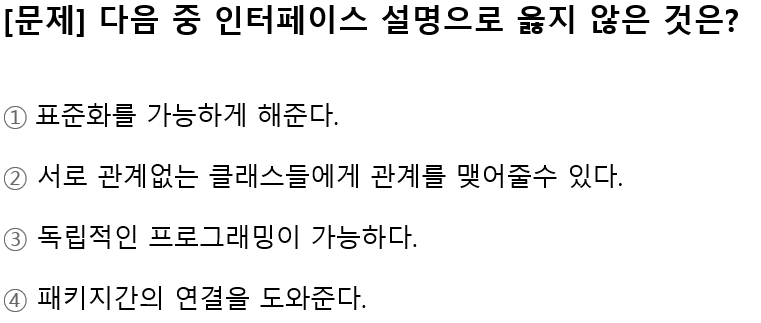 [문제] 다음 중 인터페이스 설명으로 옳지 않은 것은?
① 표준화를 가능하게 해준다.
② 서로 관계없는 클래스들에게 관계를 맺어줄수 있다.
③ 독립적인 프로그래밍이 가능하다.
④ 패키지간의 연결을 도와준다.